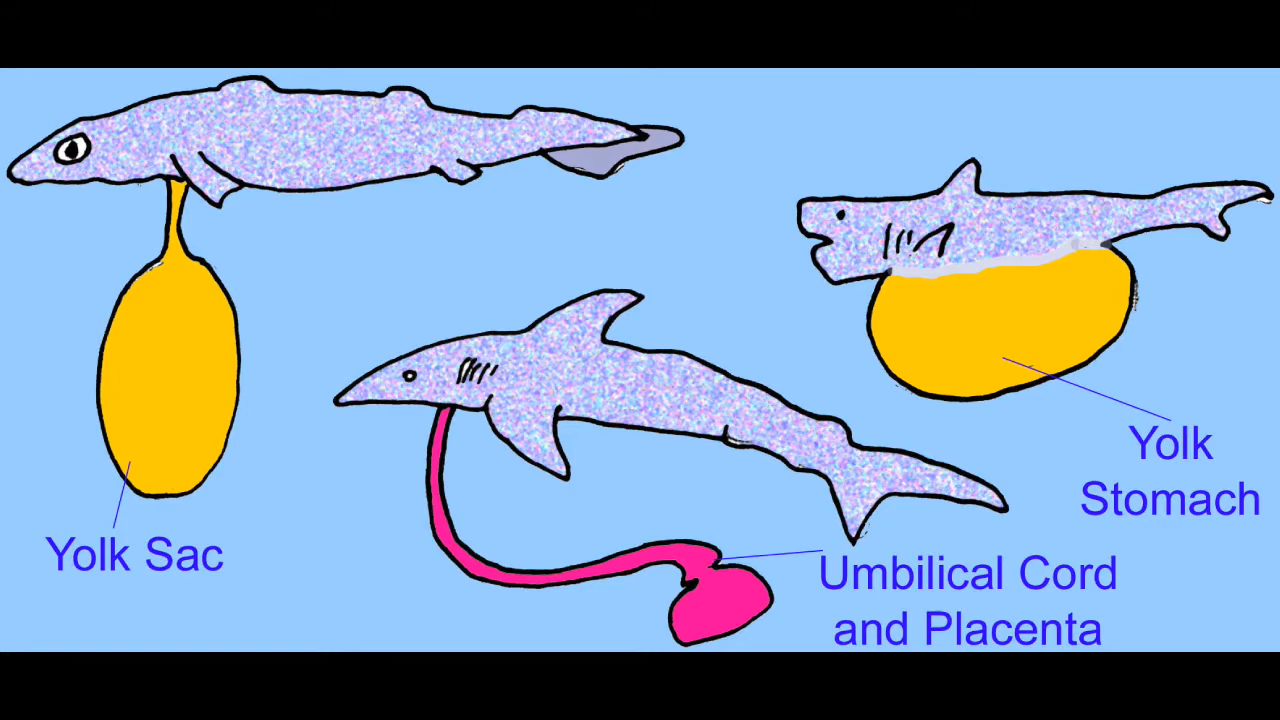 Yolk
Stomach
Yolk Sac
Umbilical Cord
and Placenta